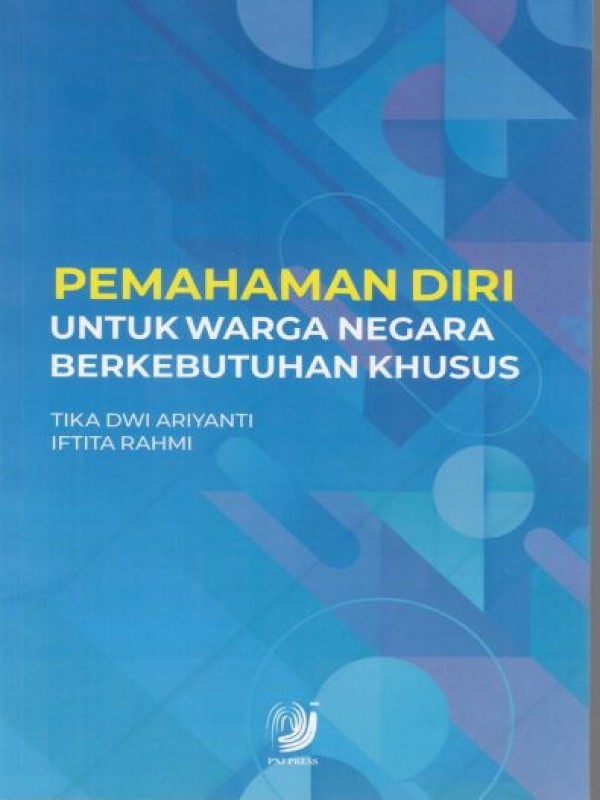 PEMAHAMAN DIRI
UNTUK WARGA NEGARA
BERKEBUTUHAN KHUSUS
TIKA DWI ARIYANTI
IFTITA RAHMI
PNJ PRESS